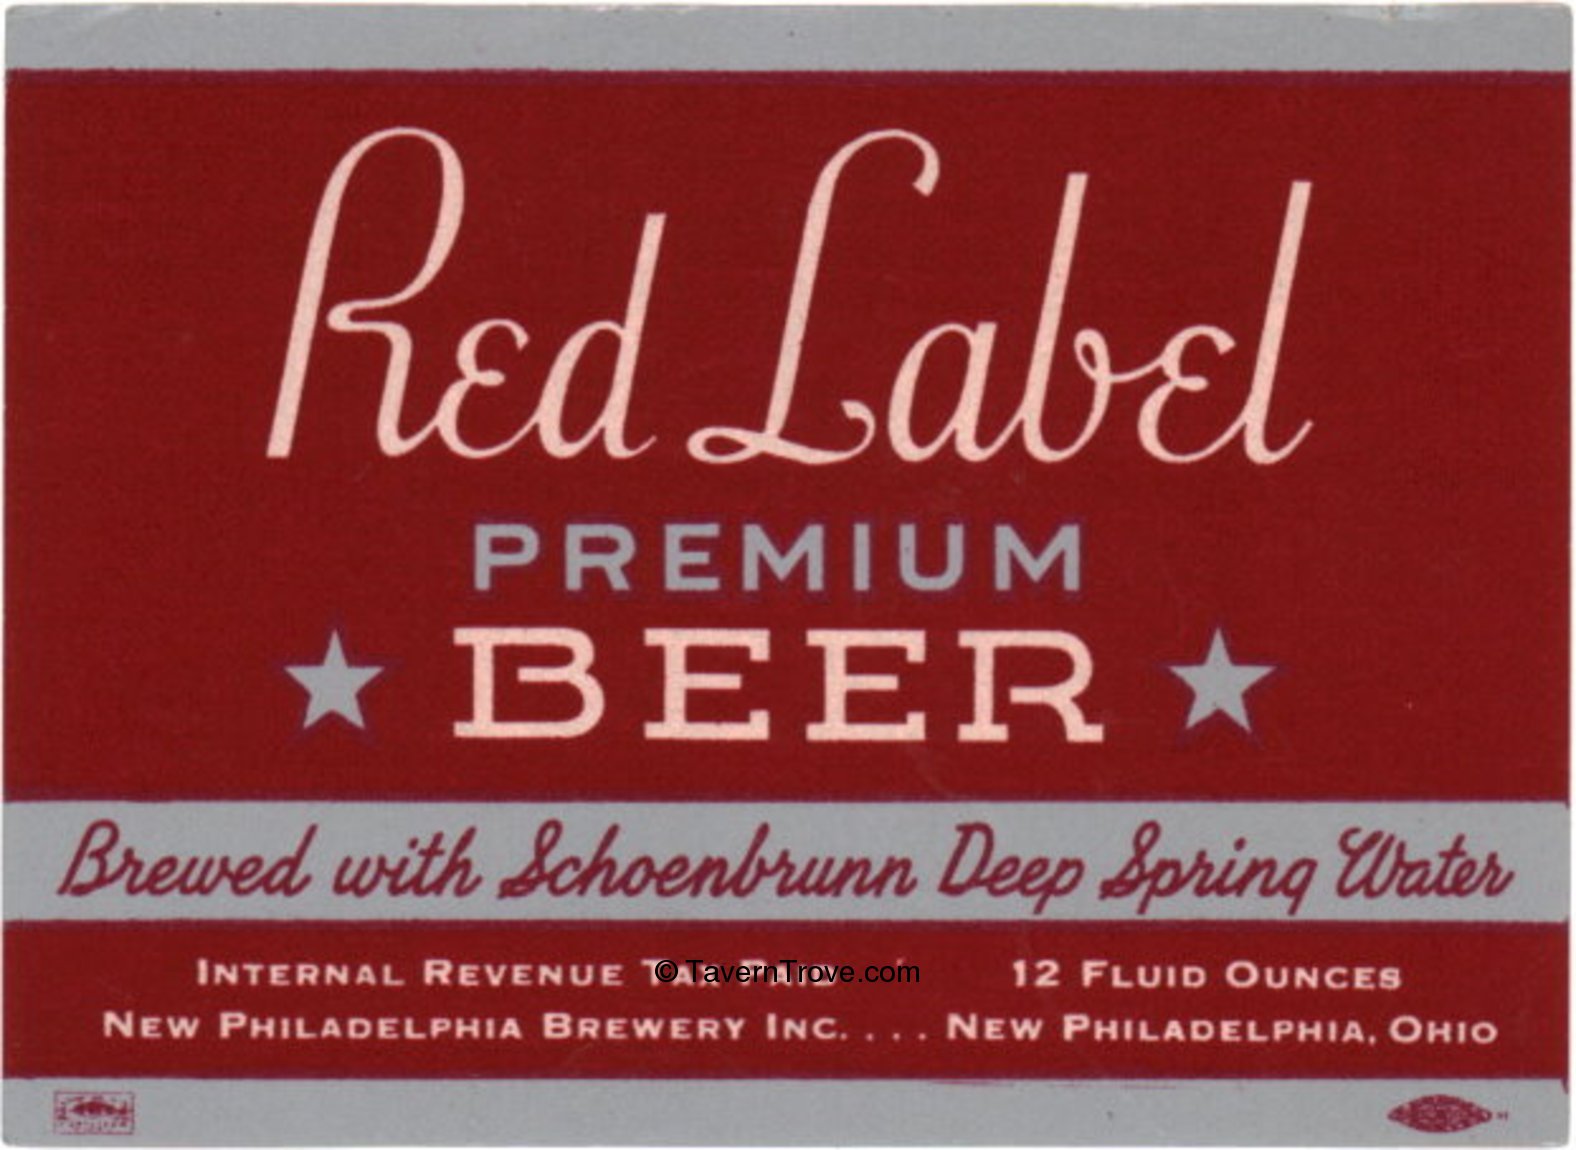 Red Label
PREMIUM
BEER
Brewed with Schoenbrunn Deep Spring Water
INTERNAL REVENUE 12 FLUID OUNCES
© TavernTrove.com
NEW PHILADELPHIA BREWERY INC. . . . NEW PHILADELPHIA, OHIO